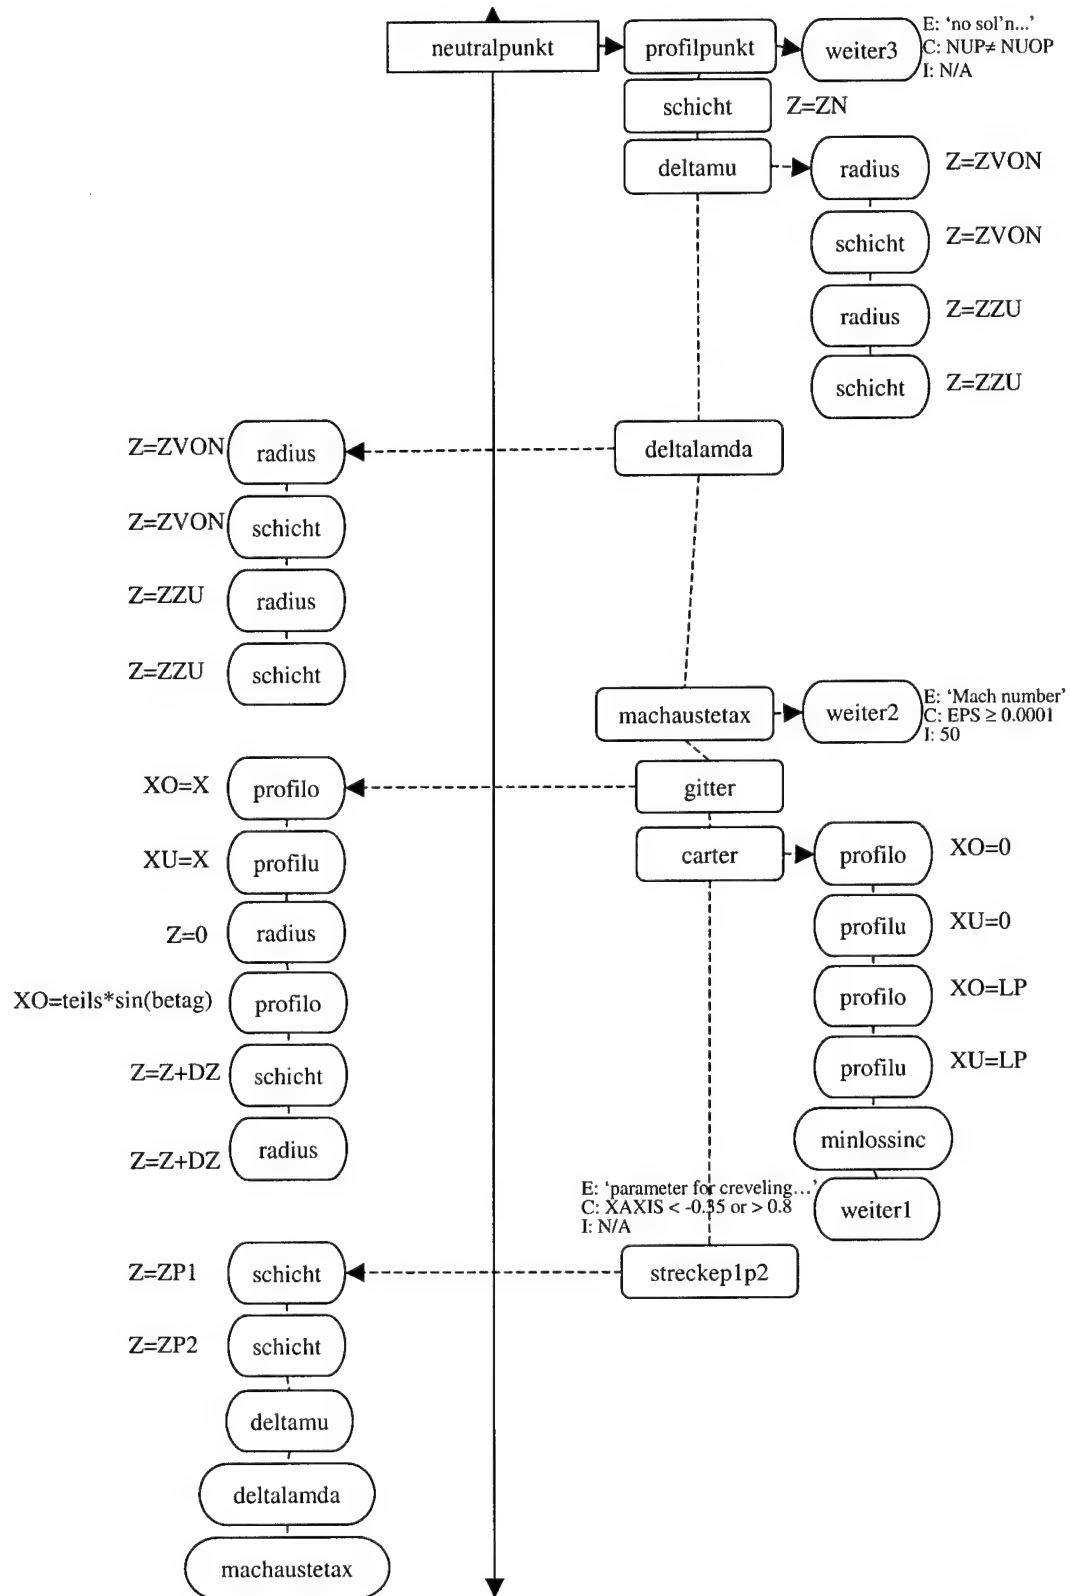 neutralpunkt
profilpunkt
weiter3
E: ‘no sol’n...’
C: NUP≠ NUOP
I: N/A
schicht
Z=ZN
deltamu
radius
Z=ZVON
schicht
Z=ZVON
radius
Z=ZZU
schicht
Z=ZZU
deltalamda
Z=ZVON
radius
Z=ZVON
schicht
Z=ZZU
radius
Z=ZZU
schicht
machaustetax
weiter2
E: ‘Mach number’
C: EPS ≥ 0.0001
I: 50
gitter
XO=X
profilo
XU=X
profilu
Z=0
radius
XO=teils*sin(betag)
profilo
Z=Z+DZ
schicht
Z=Z+DZ
radius
carter
profilo
XO=0
profilu
XU=0
profilo
XO=LP
profilu
XU=LP
minlossinc
weiter1
E: ‘parameter for creveling...’
C: XAXIS < -0.35 or > 0.8
I: N/A
streckep1p2
Z=ZP1
schicht
Z=ZP2
schicht
deltamu
deltalamda
machaustetax